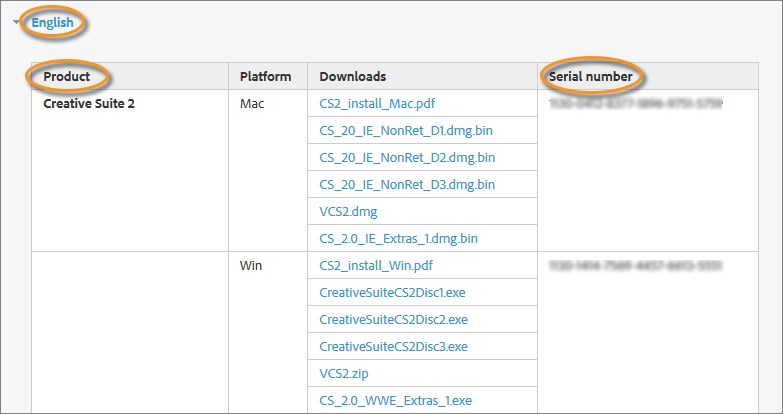 English
Product Platform Downloads Serial number
Creative Suite 2 Mac CS2_install_Mac.pdf
CS_20_IE_NonRet_D1.dmg.bin
CS_20_IE_NonRet_D2.dmg.bin
CS_20_IE_NonRet_D3.dmg.bin
VCS2.dmg
CS_2.0_IE_Extras_1.dmg.bin
Win CS2_install_Win.pdf
CreativeSuiteCS2Disc1.exe
CreativeSuiteCS2Disc2.exe
CreativeSuiteCS2Disc3.exe
VCS2.zip
CS_2.0_WWE_Extras_1.exe